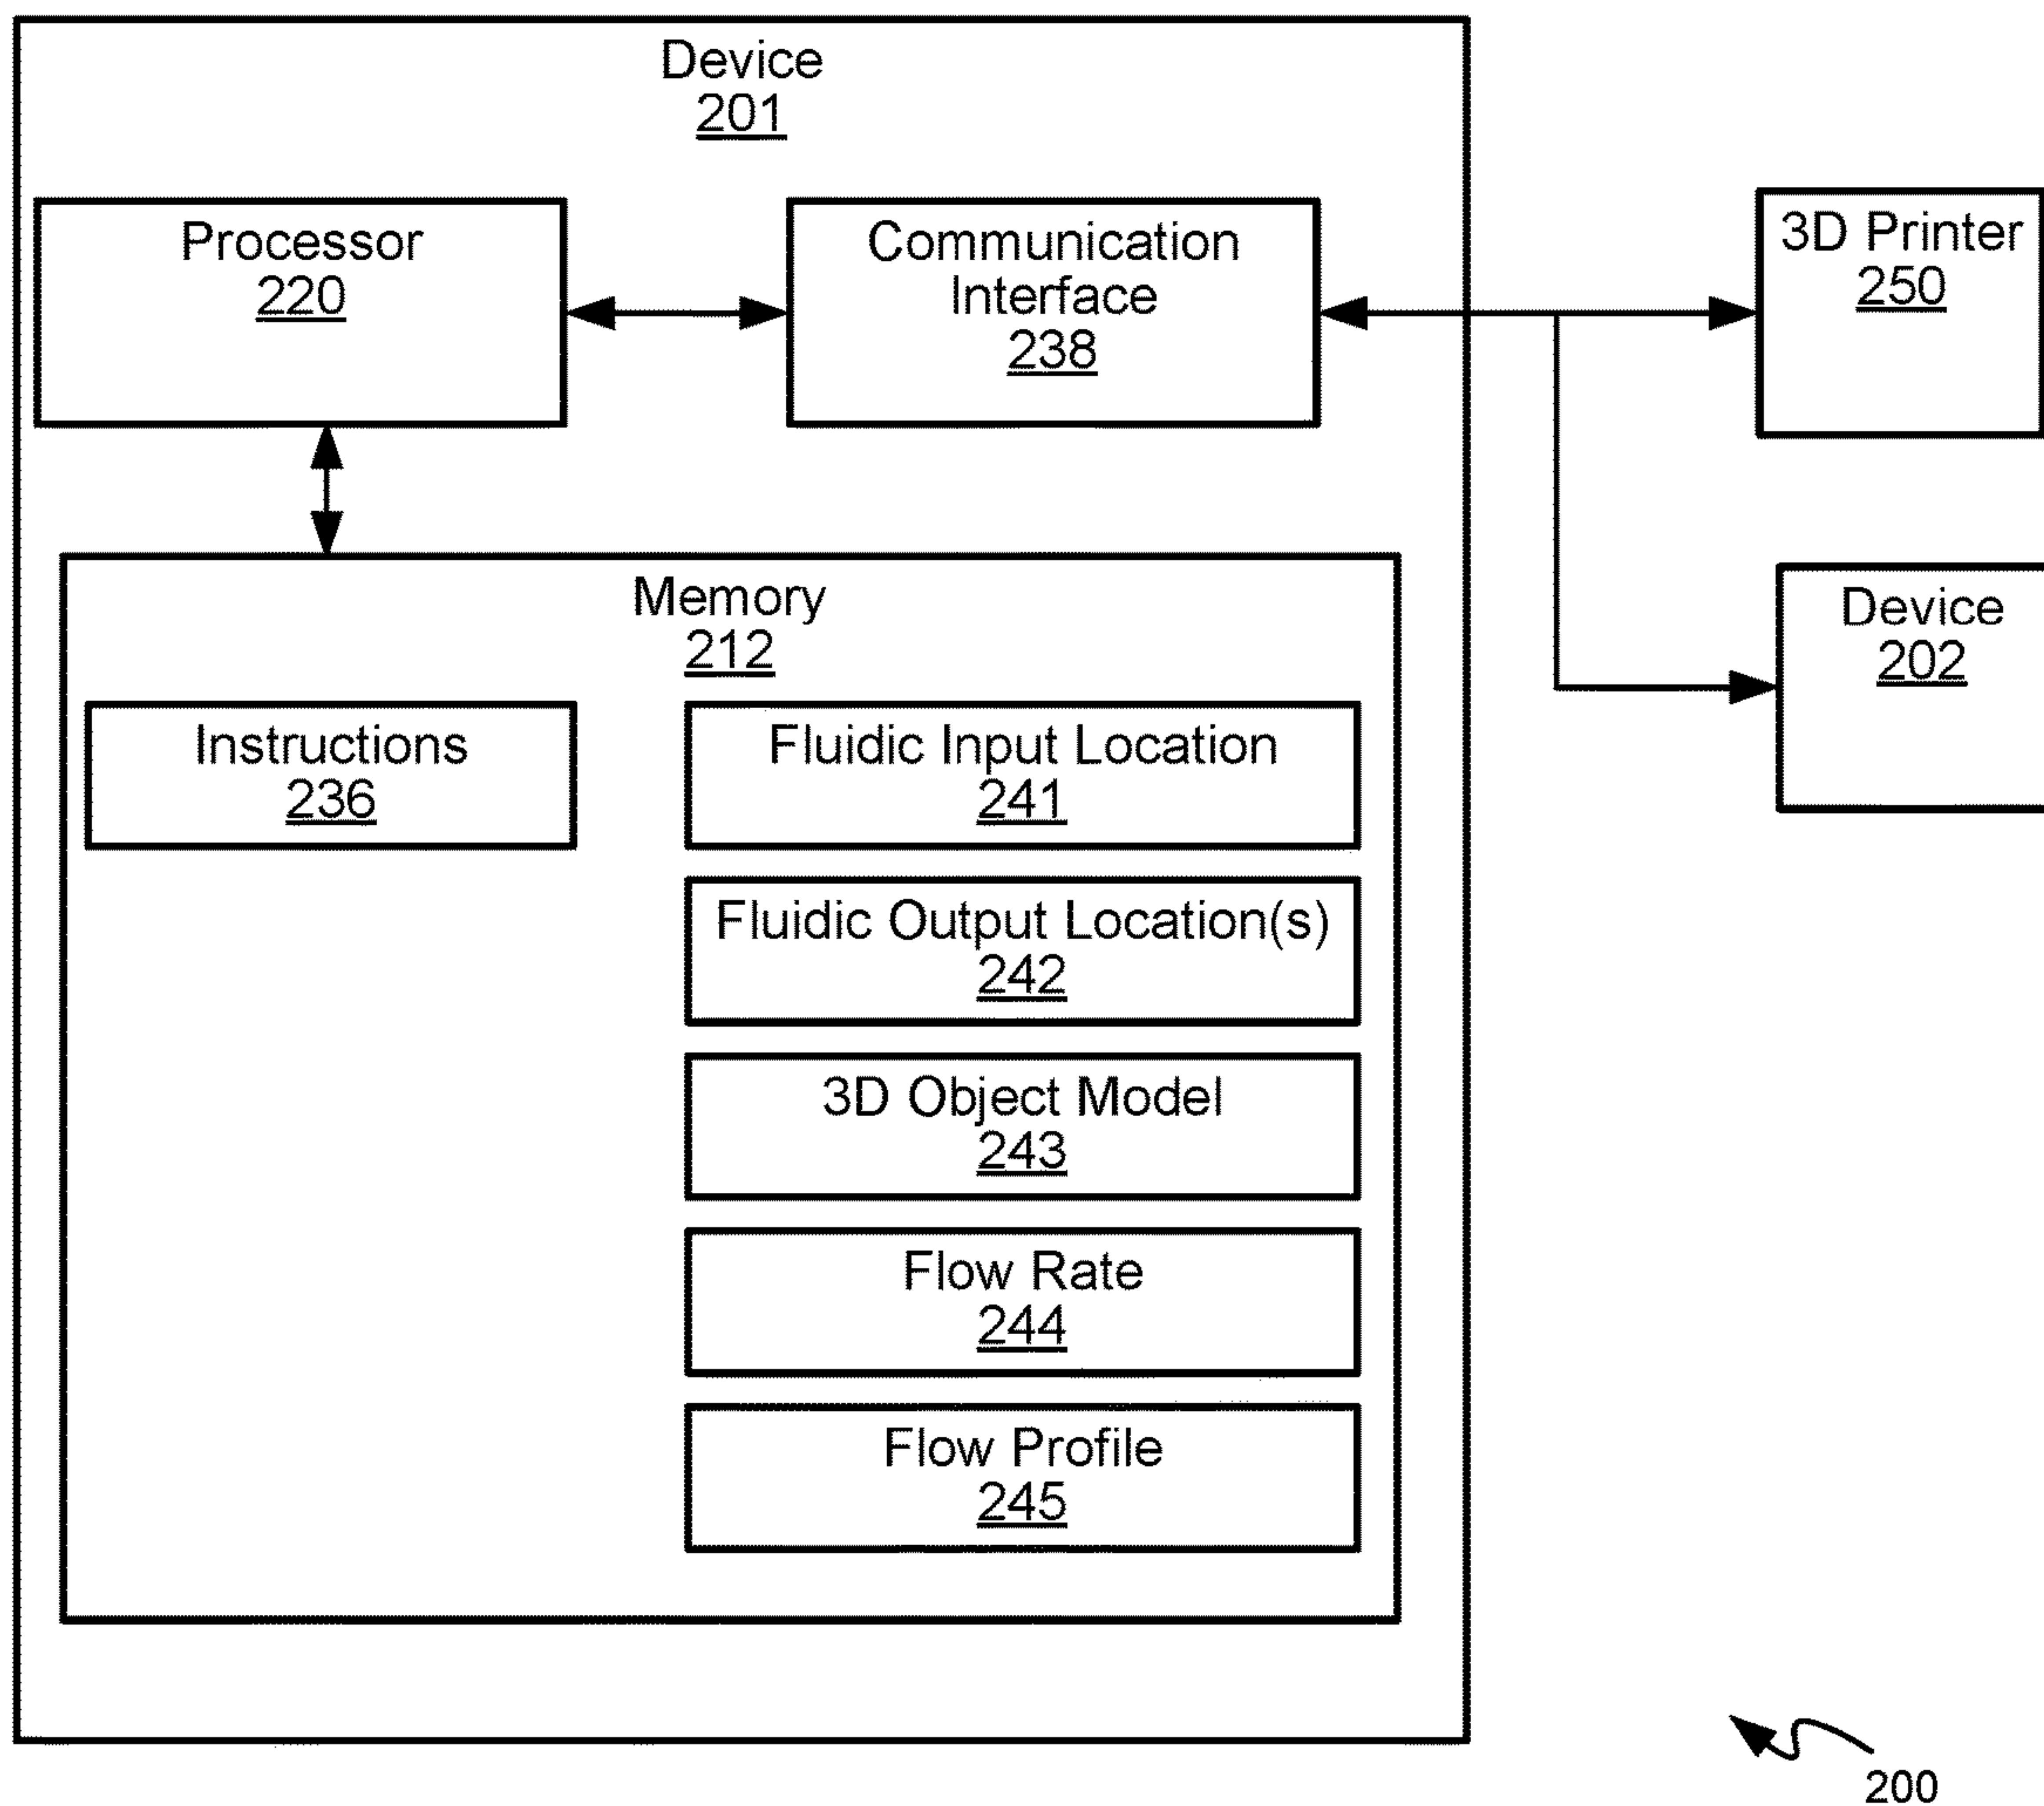 Device
201
Processor
220
Communication
Interface
238
3D Printer
250
Device
202
Memory
212
Instructions
236
Fluidic Input Location
241
Fluidic Output Location(s)
242
3D Object Model
243
Flow Rate
244
Flow Profile
245
200